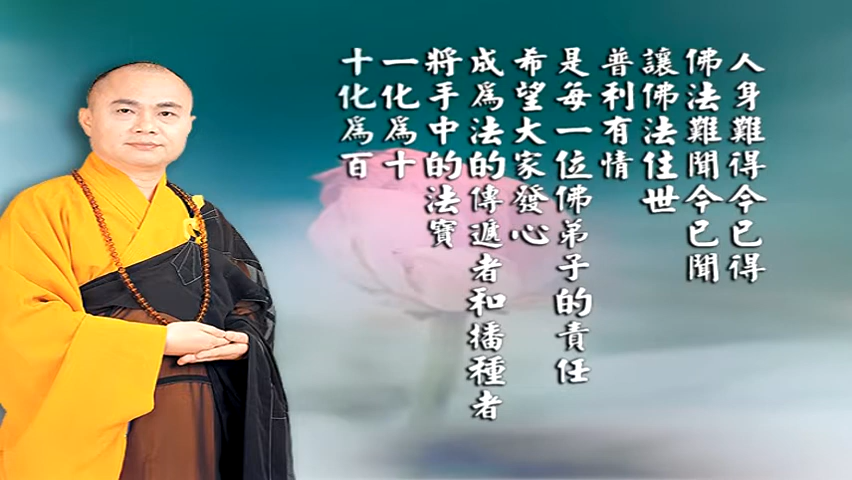 人身難得今已得
佛法難聞今已聞
讓佛法住世
普利有情
是每一位佛弟子的責任
希望大家發心
成爲法的傳遞者和播種者
將手中的法寶
一化爲十
十化爲百